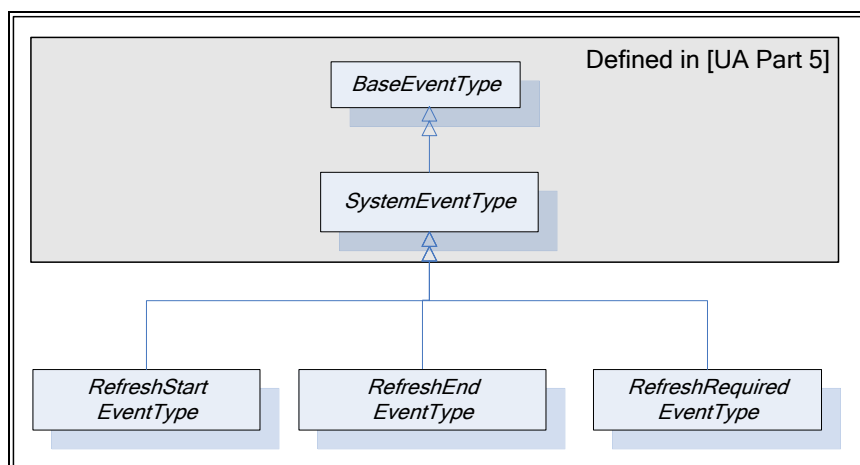 Defined in [UA Part 5]
BaseEventType
SystemEventType
RefreshStart
EventType
RefreshEnd
EventType
RefreshRequired
EventType